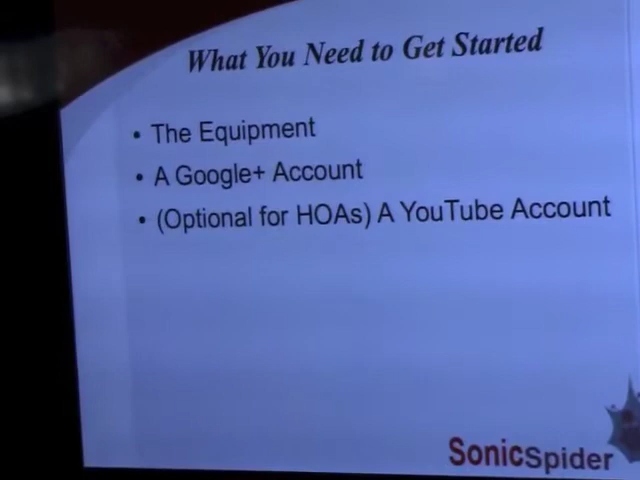 What You Need to Get Started
• The Equipment
• A Google+ Account
• (Optional for HOAs) A YouTube Account
SonicSpider